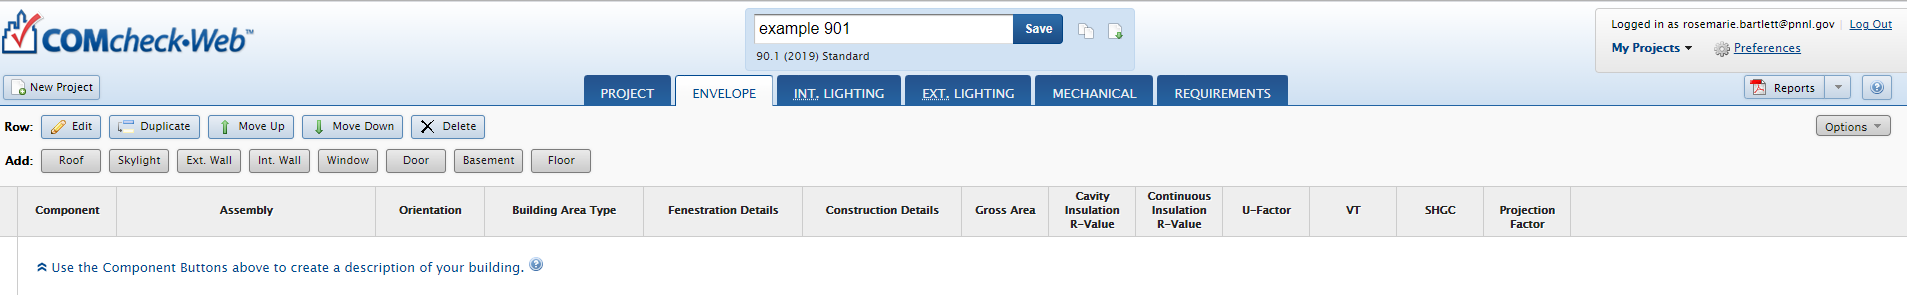 COMcheck•Web™
example 901
Save
90.1 (2019) Standard
Logged in as rosemarie.bartlett@pnnl.gov | Log Out
My Projects
Preferences
New Project
PROJECT
ENVELOPE
INT. LIGHTING
EXT. LIGHTING
MECHANICAL
REQUIREMENTS
Reports
Row: Edit Duplicate Move Up Move Down Delete
Options
Add: Roof Skylight Ext. Wall Int. Wall Window Door Basement Floor
Component
Assembly
Orientation
Building Area Type
Fenestration Details
Construction Details
Gross Area
Cavity
Insulation
R-Value
Continuous
Insulation
R-Value
U-Factor
VT
SHGC
Projection
Factor
Use the Component Buttons above to create a description of your building.